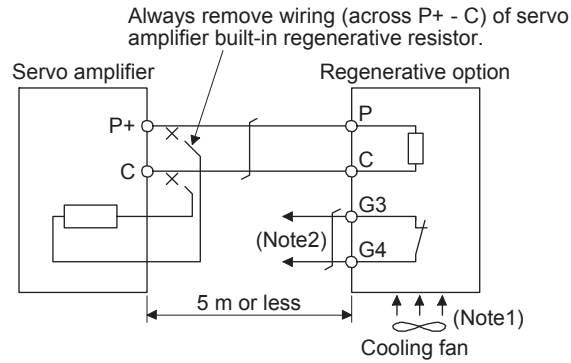 Always remove wiring (across P+ - C) of servo
amplifier built-in regenerative resistor.
Servo amplifier
Regenerative option
P+
P
C
C
G3
(Note2)
G4
5 m or less
(Note1)
Cooling fan